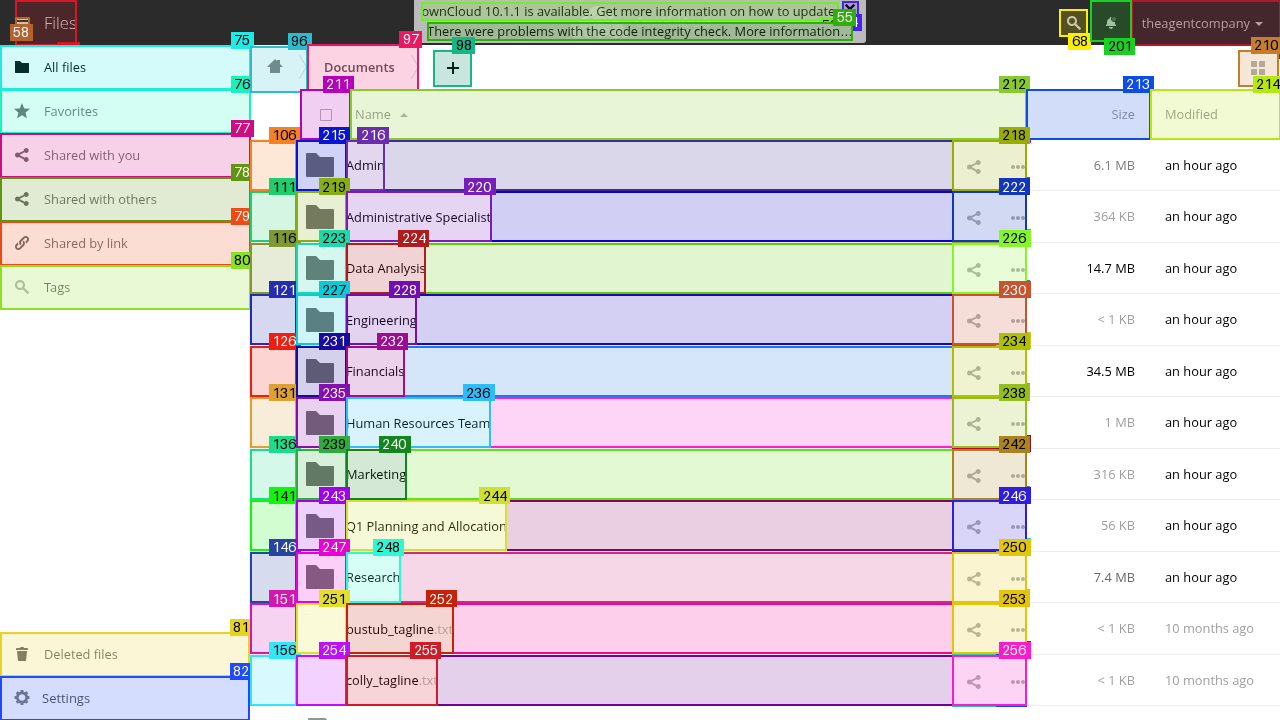 Files
ownCloud 10.1.1 is available. Get more information on how to update
There were problems with the code integrity check. More information…
theagentcompany
58
55
68
201
75
96
97
98
210
All files
Documents
+
76
211
212
213
214
Favorites
Name
Size
Modified
77
106
215
216
218
Shared with you
Admin
6.1 MB
an hour ago
78
111
219
220
222
Shared with others
Administrative Specialist
364 KB
an hour ago
79
116
223
224
226
Shared by link
Data Analysis
14.7 MB
an hour ago
80
121
227
228
230
Tags
Engineering
< 1 KB
an hour ago
126
231
232
234
Financials
34.5 MB
an hour ago
131
235
236
238
Human Resources Team
1 MB
an hour ago
136
239
240
242
Marketing
316 KB
an hour ago
141
243
244
246
Q1 Planning and Allocation
56 KB
an hour ago
146
247
248
250
Research
7.4 MB
an hour ago
151
251
252
253
81
bustub_tagline.txt
< 1 KB
10 months ago
156
254
255
256
Deleted files
82
colly_tagline.txt
< 1 KB
10 months ago
Settings